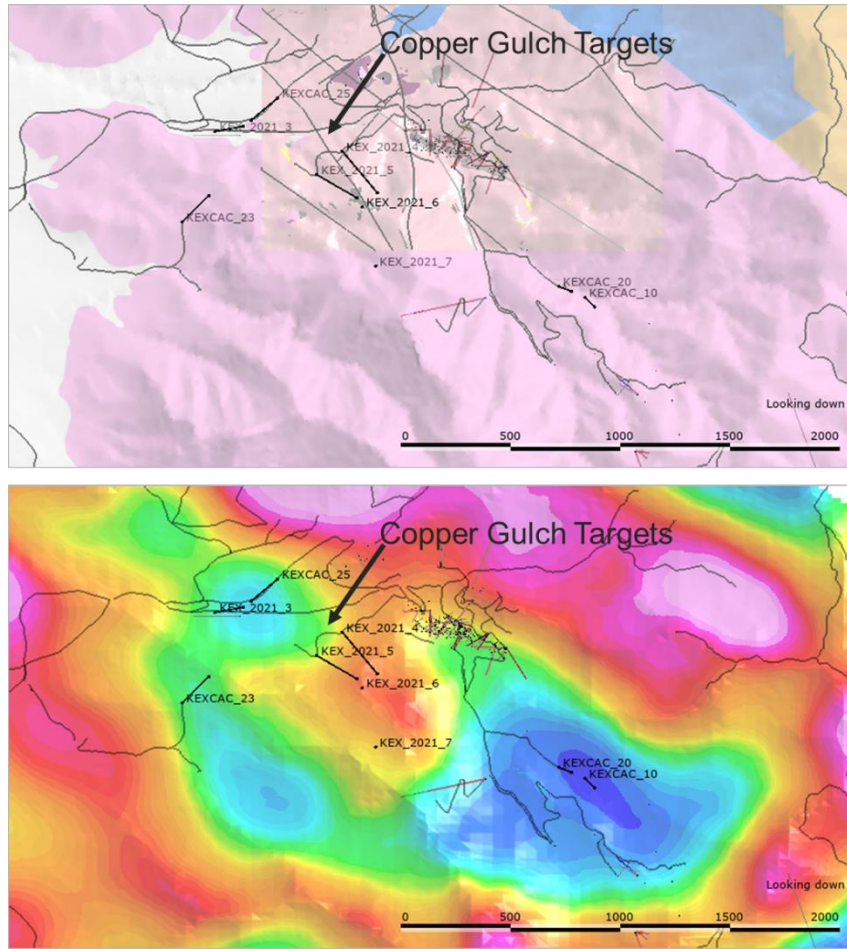 Copper Gulch Targets
KEXCAC_25
KEX_2021_3
KEX_2021_4
KEX_2021_5
KEX_2021_6
KEXCAC_23
KEX_2021_7
KEXCAC_20
KEXCAC_10
Looking down
0 500 1000 1500 2000
Copper Gulch Targets
KEXCAC_25
KEX_2021_3
KEX_2021_4
KEX_2021_5
KEX_2021_6
KEXCAC_23
KEX_2021_7
KEXCAC_20
KEXCAC_10
Looking down
0 500 1000 1500 2000